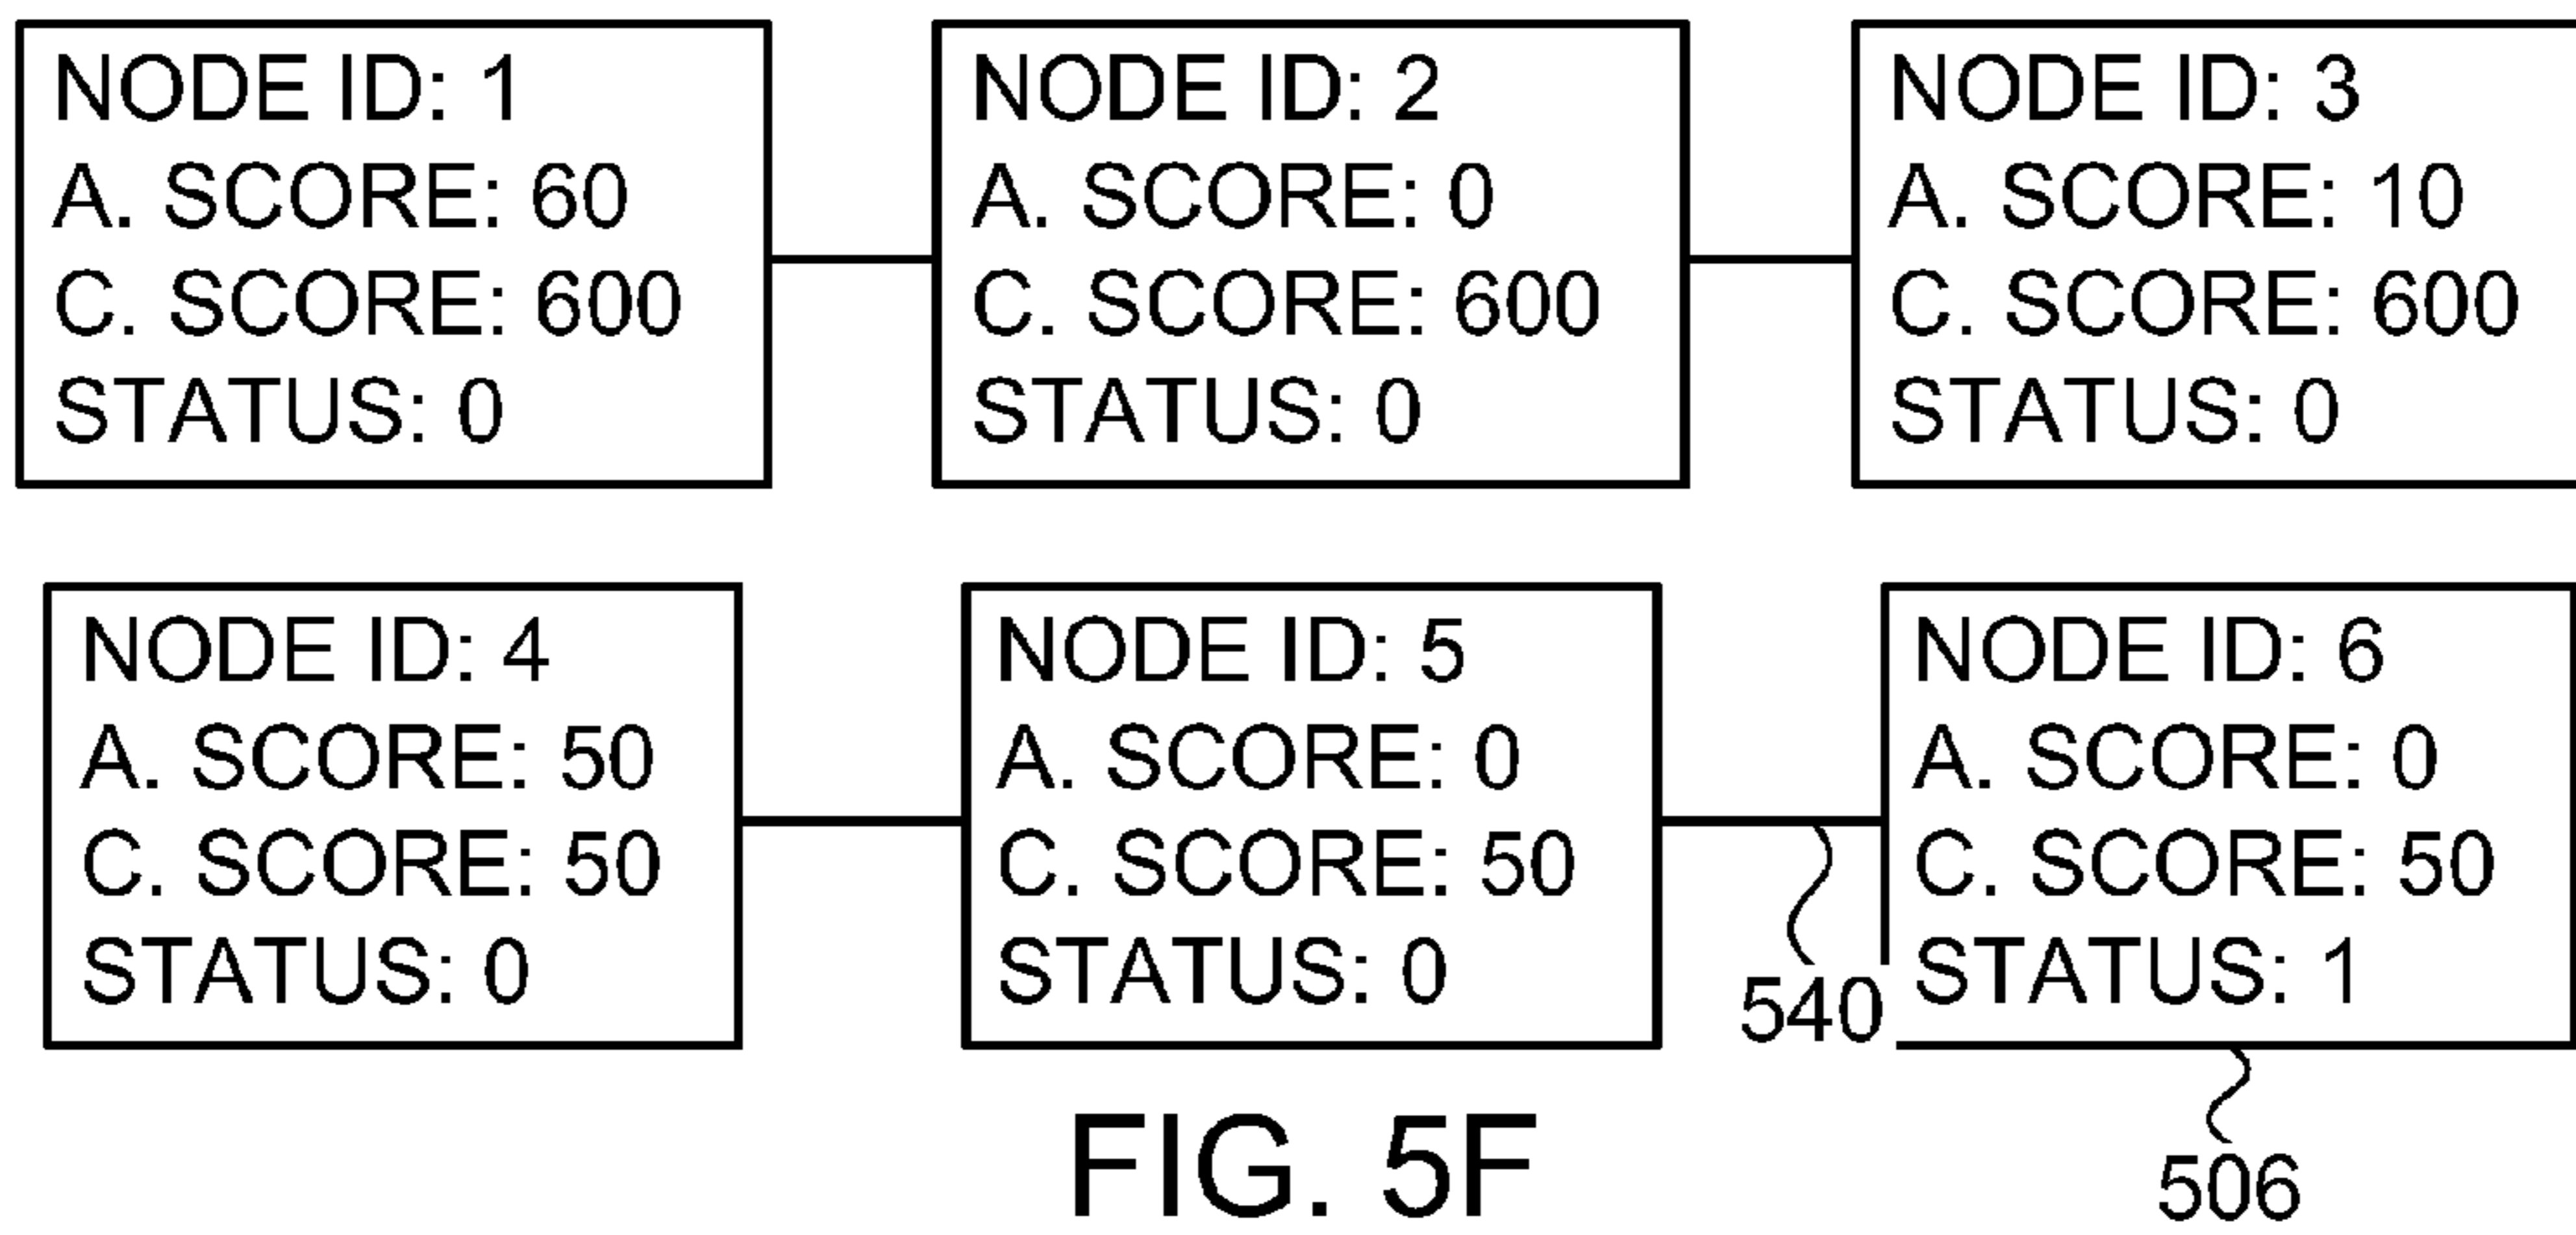 NODE ID: 1
A. SCORE: 60
C. SCORE: 600
STATUS: 0
NODE ID: 2
A. SCORE: 0
C. SCORE: 600
STATUS: 0
NODE ID: 3
A. SCORE: 10
C. SCORE: 600
STATUS: 0
NODE ID: 4
A. SCORE: 50
C. SCORE: 50
STATUS: 0
NODE ID: 5
A. SCORE: 0
C. SCORE: 50
STATUS: 0
NODE ID: 6
A. SCORE: 0
C. SCORE: 50
STATUS: 1
540
506
FIG. 5F